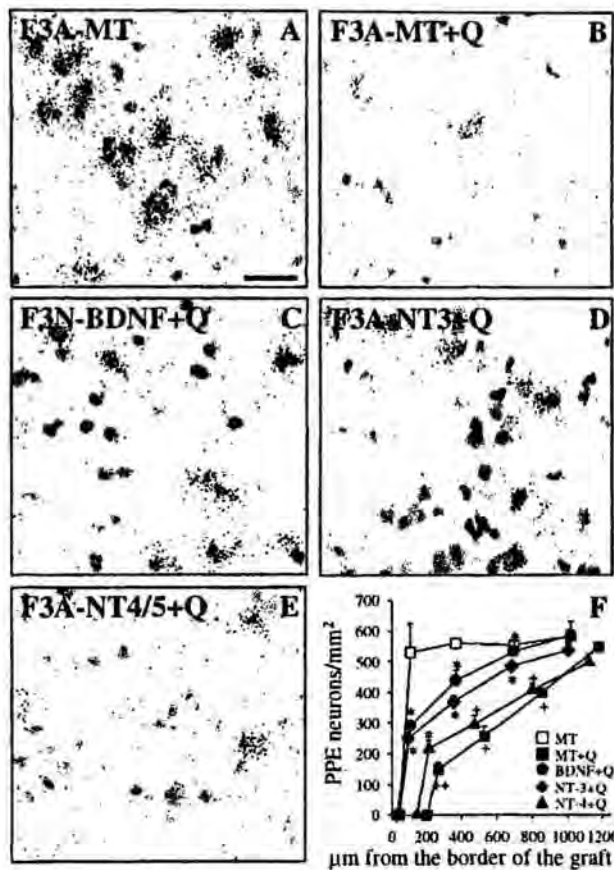 F3A-MT A
F3A-MT+Q B
F3N-BDNF+Q C
F3A-NT3+Q D
F3A-NT4/5+Q E
F
PPE neurons/mm²
700
600
500
400
300
200
100
0
MT
MT+Q
BDNF+Q
NT-3+Q
NT-4+Q
0 200 400 600 800 1000 1200
µm from the border of the graft